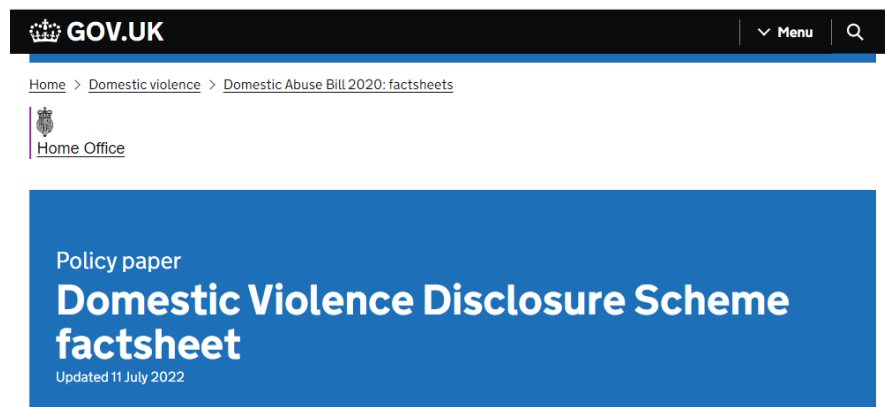 GOV.UK Menu
Home > Domestic violence > Domestic Abuse Bill 2020: factsheets
Home Office
Policy paper
Domestic Violence Disclosure Scheme
factsheet
Updated 11 July 2022